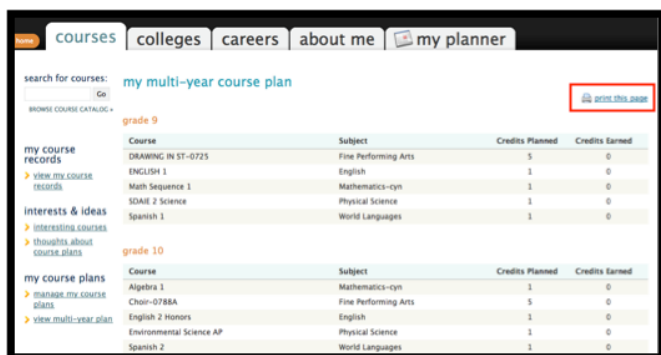 home courses colleges careers about me my planner
search for courses:
Go
BROWSE COURSE CATALOG »
my course
records
view my course
records
interests & ideas
interesting courses
thoughts about
course plans
my course plans
manage my course
plans
view multi-year plan
my multi-year course plan
print this page
grade 9
Course Subject Credits Planned Credits Earned
DRAWING IN ST-0725 Fine Performing Arts 5 0
ENGLISH 1 English 1 0
Math Sequence 1 Mathematics-cyn 1 0
SDAIE 2 Science Physical Science 1 0
Spanish 1 World Languages 1 0
grade 10
Course Subject Credits Planned Credits Earned
Algebra 1 Mathematics-cyn 1 0
Choir-0788A Fine Performing Arts 5 0
English 2 Honors English 1 0
Environmental Science AP Physical Science 1 0
Spanish 2 World Languages 1 0